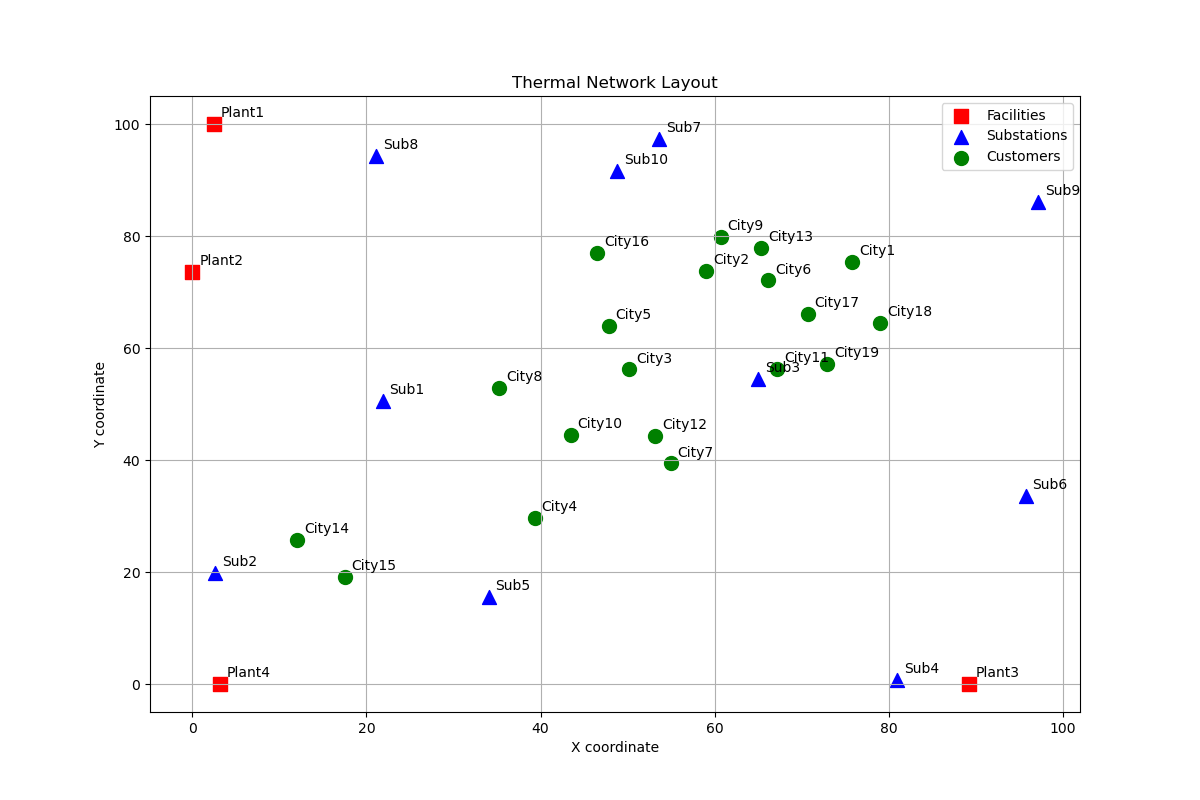 Thermal Network Layout
Plant1
Sub8
Sub7
Sub10
Facilities
Substations
Customers
Sub9
City9
City13
City16
City2
City1
City6
Plant2
City17
City18
City5
City3
City11
City19
Sub3
City8
Sub1
City10
City12
City7
Sub6
City4
City14
Sub2
City15
Sub5
Sub4
Plant3
Plant4
100
80
60
40
20
0
Y coordinate
0 20 40 60 80 100
X coordinate